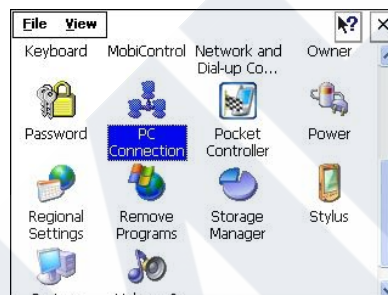 File View
Keyboard MobiControl Network and Owner
Dial-up Co...
Password PC Pocket Power
Connection Controller
Regional Remove Storage Stylus
Settings Programs Manager